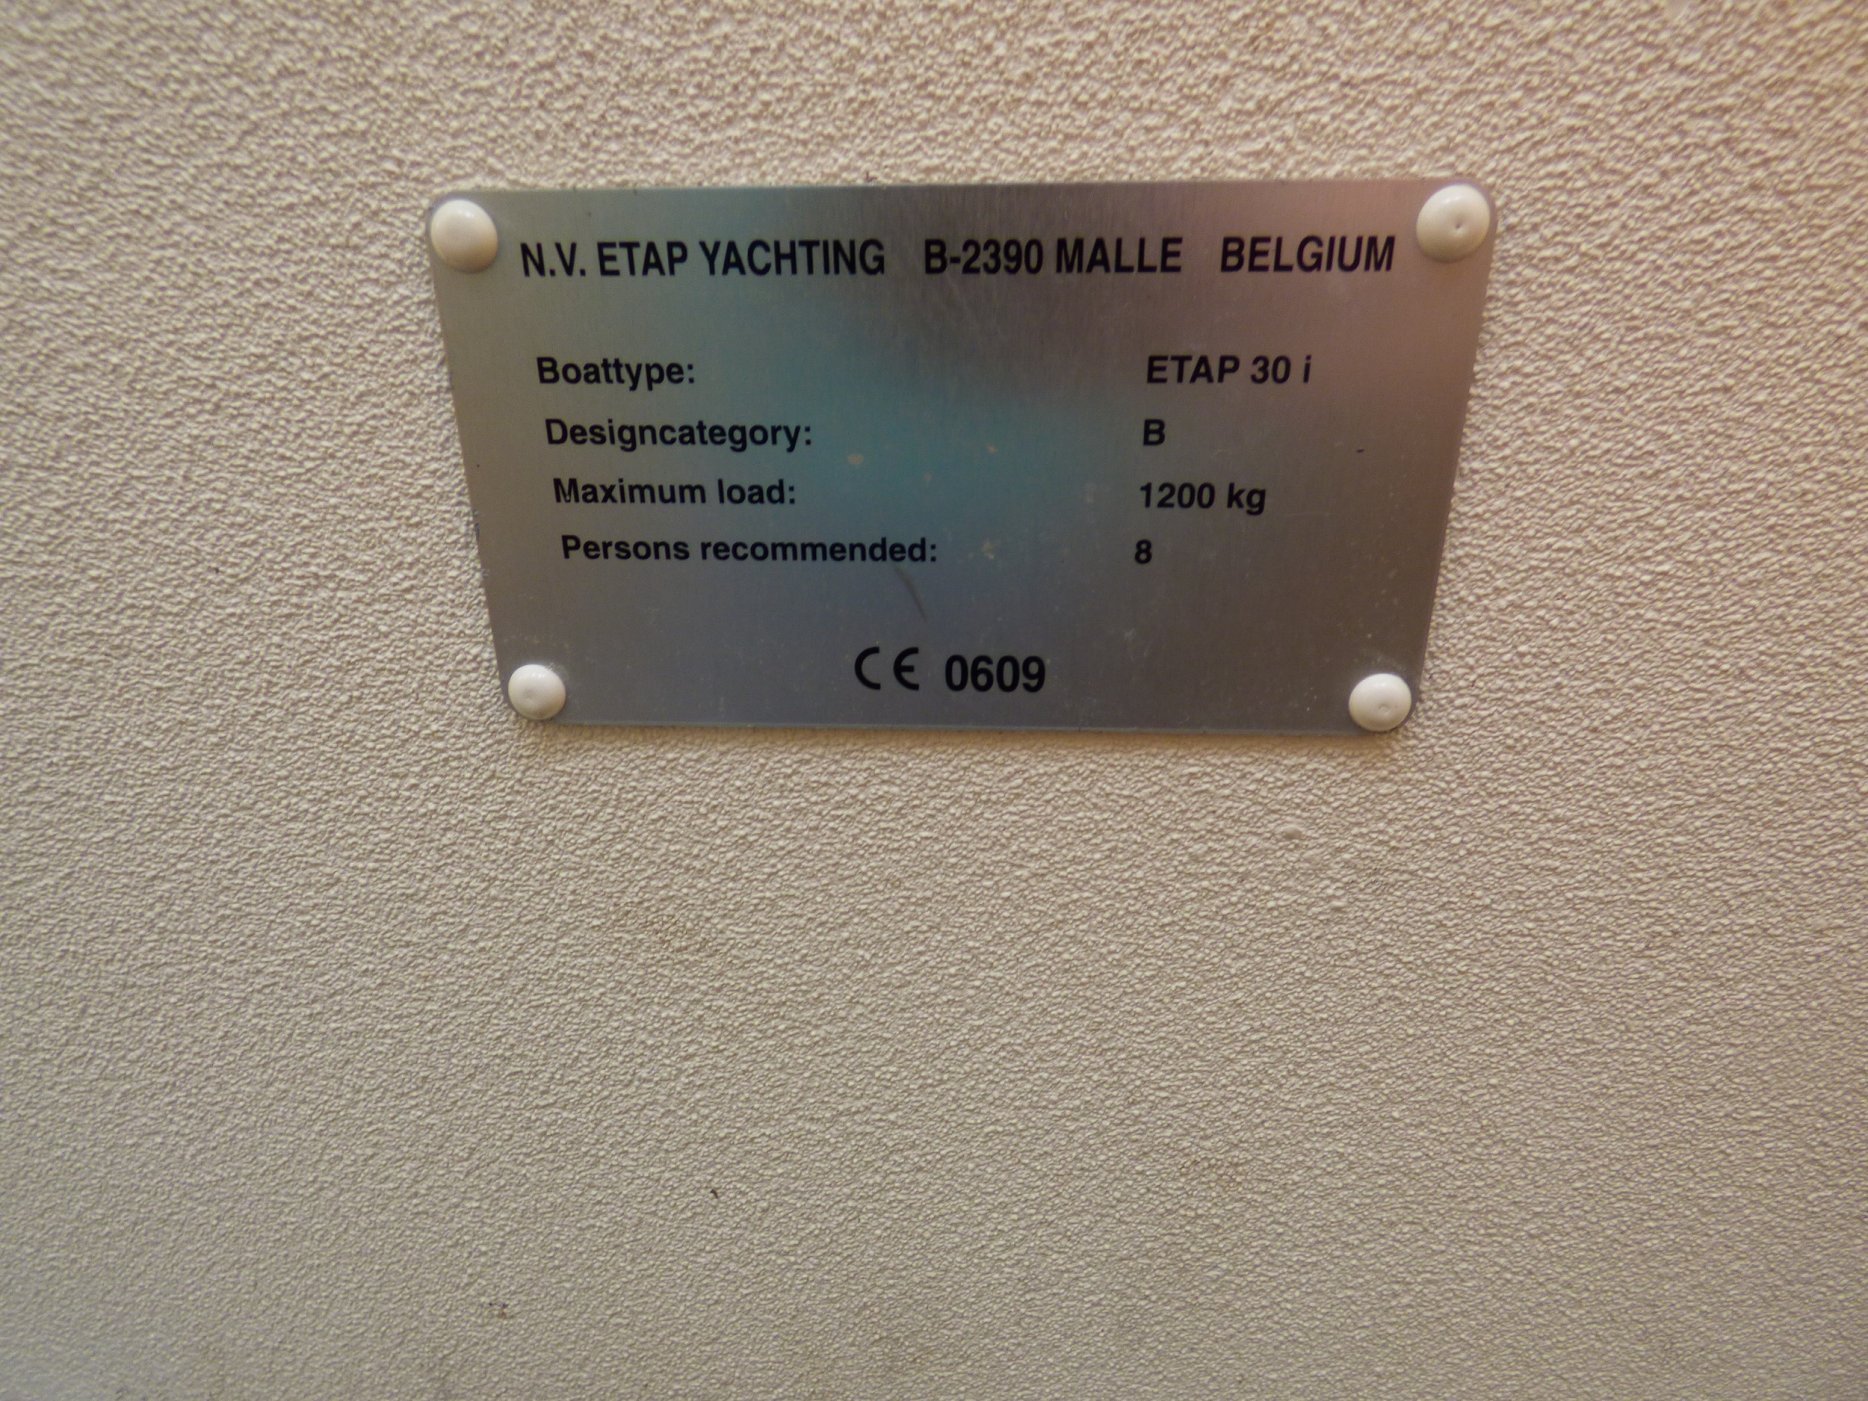 N.V. ETAP YACHTING B-2390 MALLE BELGIUM
Boattype: ETAP 30 i
Designcategory: B
Maximum load: 1200 kg
Persons recommended: 8
CE 0609